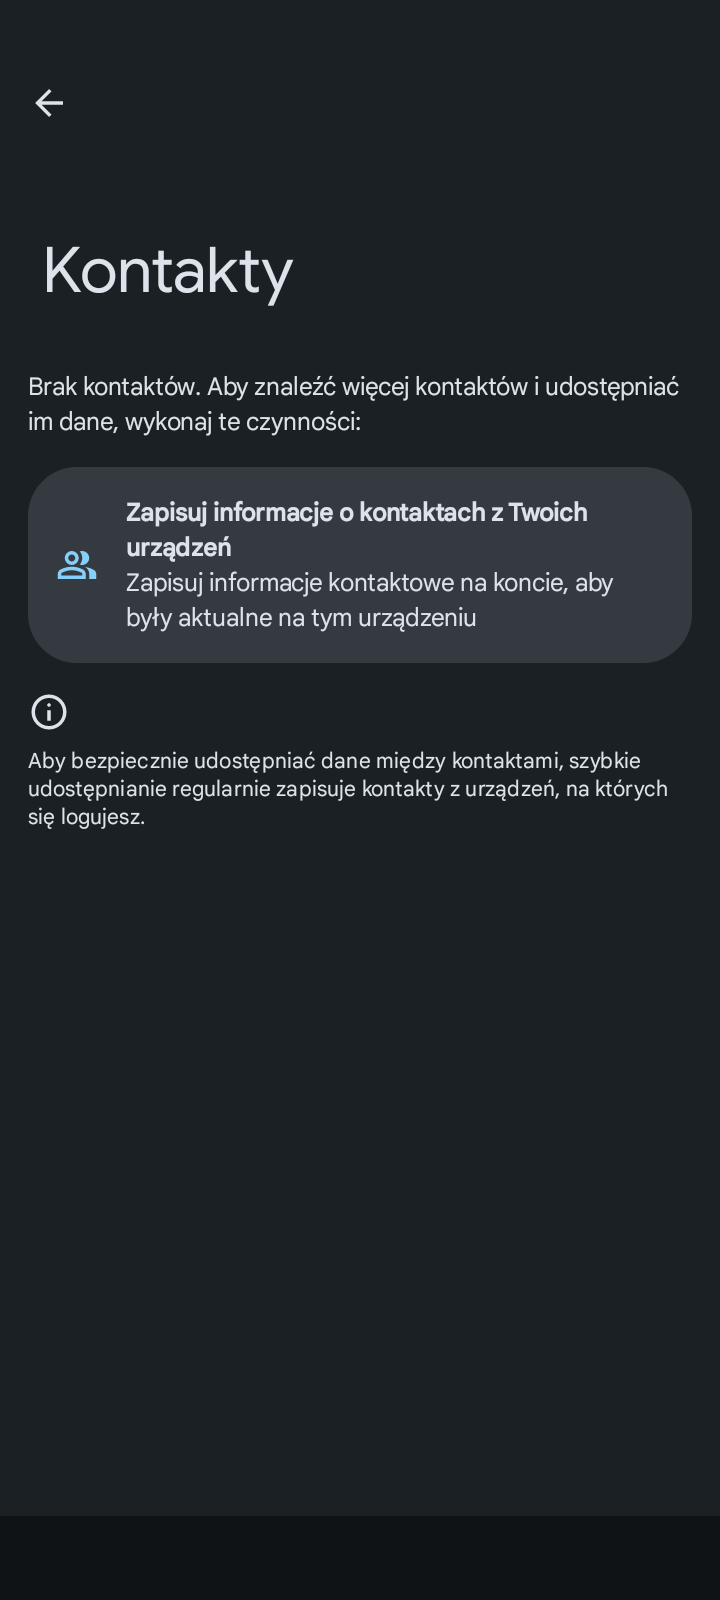 Kontakty
Brak kontaktów. Aby znaleźć więcej kontaktów i udostępniać
im dane, wykonaj te czynności:
Zapisuj informacje o kontaktach z Twoich
urządzeń
Zapisuj informacje kontaktowe na koncie, aby
były aktualne na tym urządzeniu
Aby bezpiecznie udostępniać dane między kontaktami, szybkie
udostępnianie regularnie zapisuje kontakty z urządzeń, na których
się logujesz.